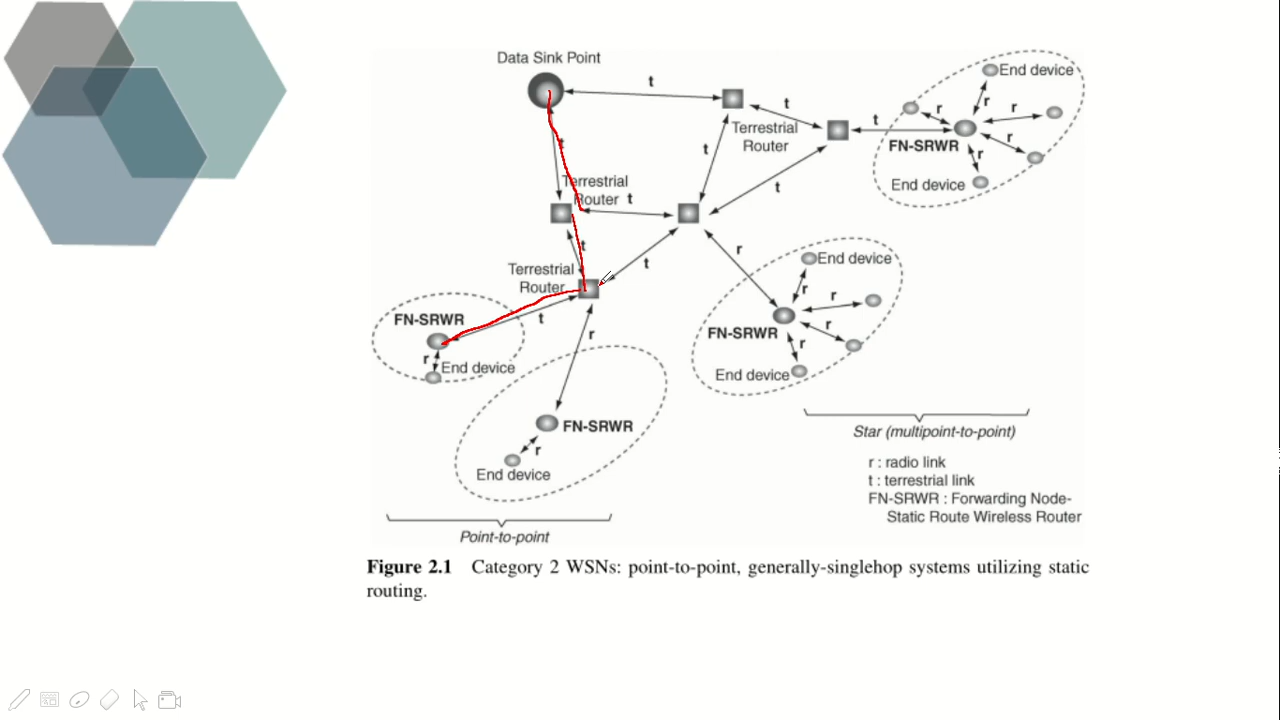 Data Sink Point
t
t
Terrestrial
Router
t
FN-SRWR
End device
r
r
r
r
r
End device
t
t
t
Terrestrial
Router
t
t
t
Terrestrial
Router
t
FN-SRWR
r
End device
r
FN-SRWR
r
End device
r
End device
r
r
r
r
FN-SRWR
End device
Star (multipoint-to-point)
r : radio link
t : terrestrial link
FN-SRWR : Forwarding Node-
Static Route Wireless Router
Point-to-point
Figure 2.1 Category 2 WSNs: point-to-point, generally-singlehop systems utilizing static
routing.